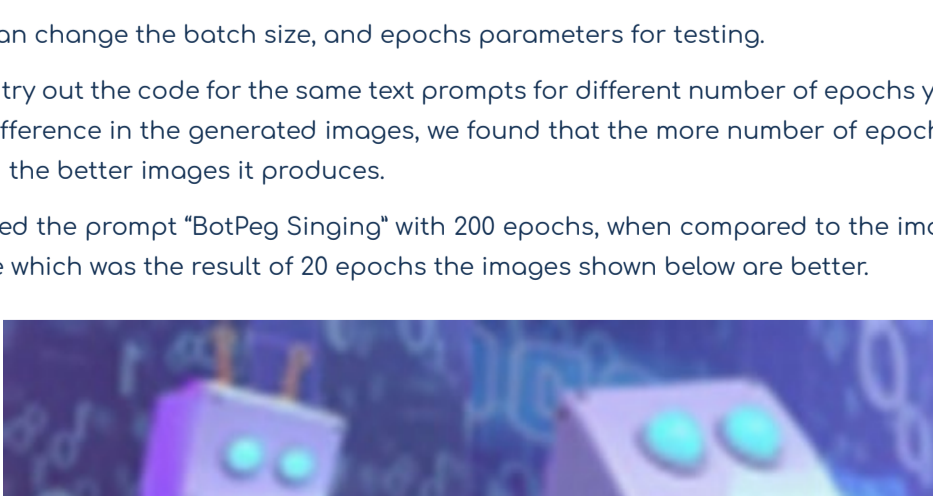 an change the batch size, and epochs parameters for testing.
try out the code for the same text prompts for different number of epochs
fference in the generated images, we found that the more number of epoch
the better images it produces.
ed the prompt “BotPeg Singing” with 200 epochs, when compared to the
which was the result of 20 epochs the images shown below are better.